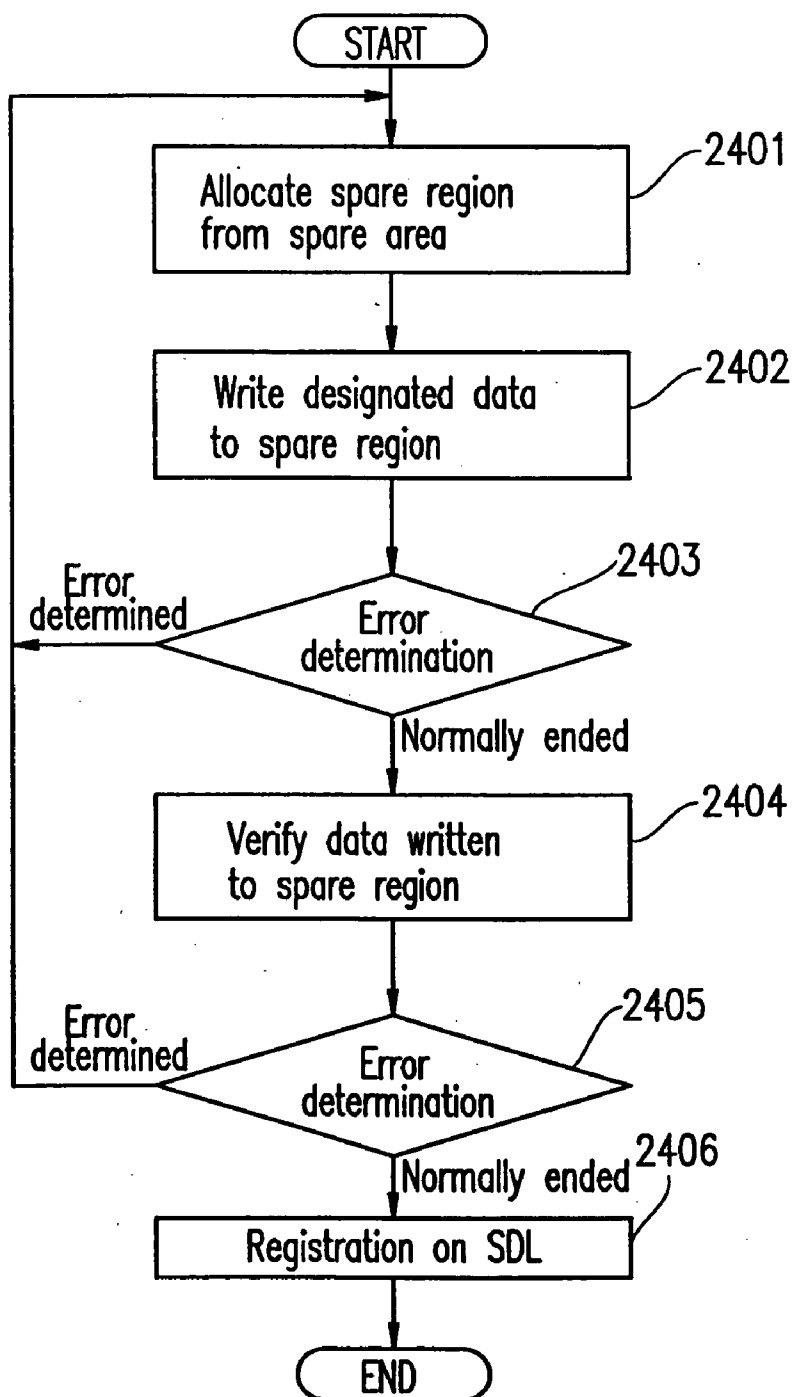 START
2401
Allocate spare region
from spare area
2402
Write designated data
to spare region
2403
Error
determined
Error
determination
Normally ended
2404
Verify data written
to spare region
2405
Error
determined
Error
determination
Normally ended
2406
Registration on SDL
END